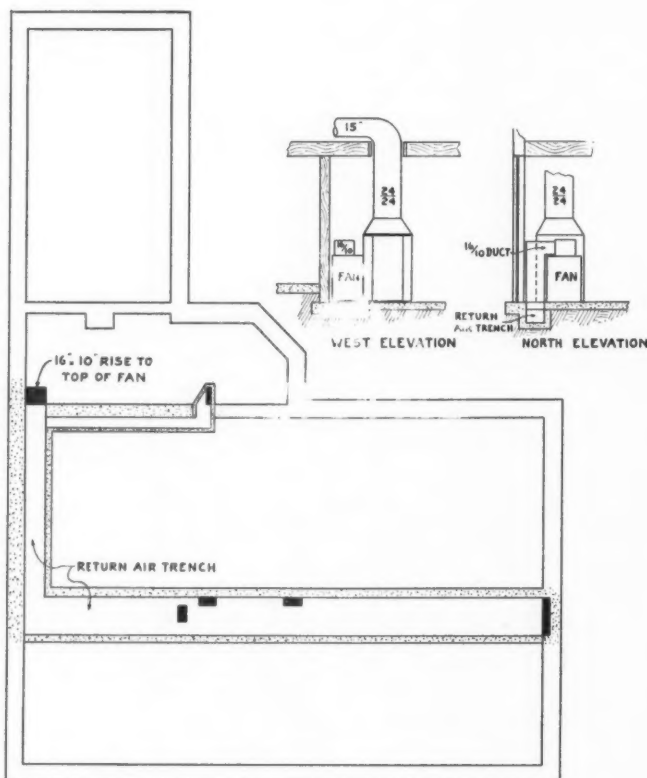 15"
24
24
16/10
FAN
WEST ELEVATION
24
24
16/10 DUCT
FAN
RETURN
AIR TRENCH
NORTH ELEVATION
16"x 10" RISE TO
TOP OF FAN
RETURN AIR TRENCH